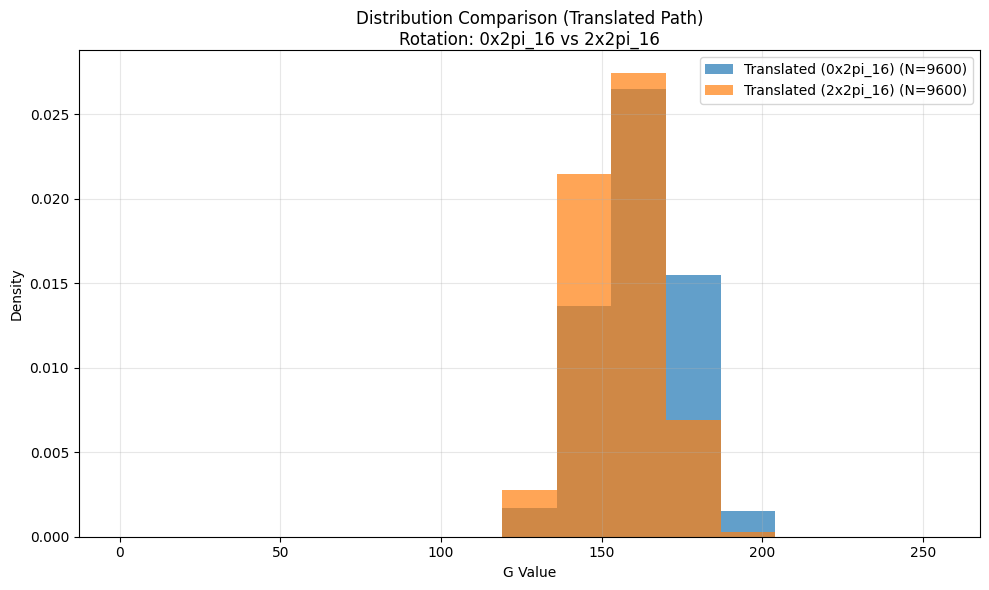 Distribution Comparison (Translated Path)
Rotation: 0x2pi_16 vs 2x2pi_16
Translated (0x2pi_16) (N=9600)
Translated (2x2pi_16) (N=9600)
Density
0.025
0.020
0.015
0.010
0.005
0.000
0 50 100 150 200 250
G Value